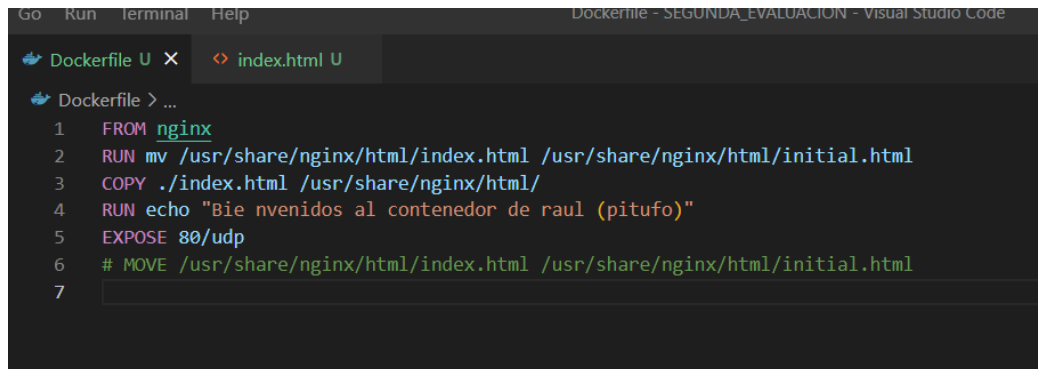 Go Run Terminal Help Dockerfile - SEGUNDA_EVALUACION - Visual Studio Code
Dockerfile U X index.html U
Dockerfile > ...
1 FROM nginx
2 RUN mv /usr/share/nginx/html/index.html /usr/share/nginx/html/initial.html
3 COPY ./index.html /usr/share/nginx/html/
4 RUN echo "Bie nvenidos al contenedor de raul (pitufo)"
5 EXPOSE 80/udp
6 # MOVE /usr/share/nginx/html/index.html /usr/share/nginx/html/initial.html
7